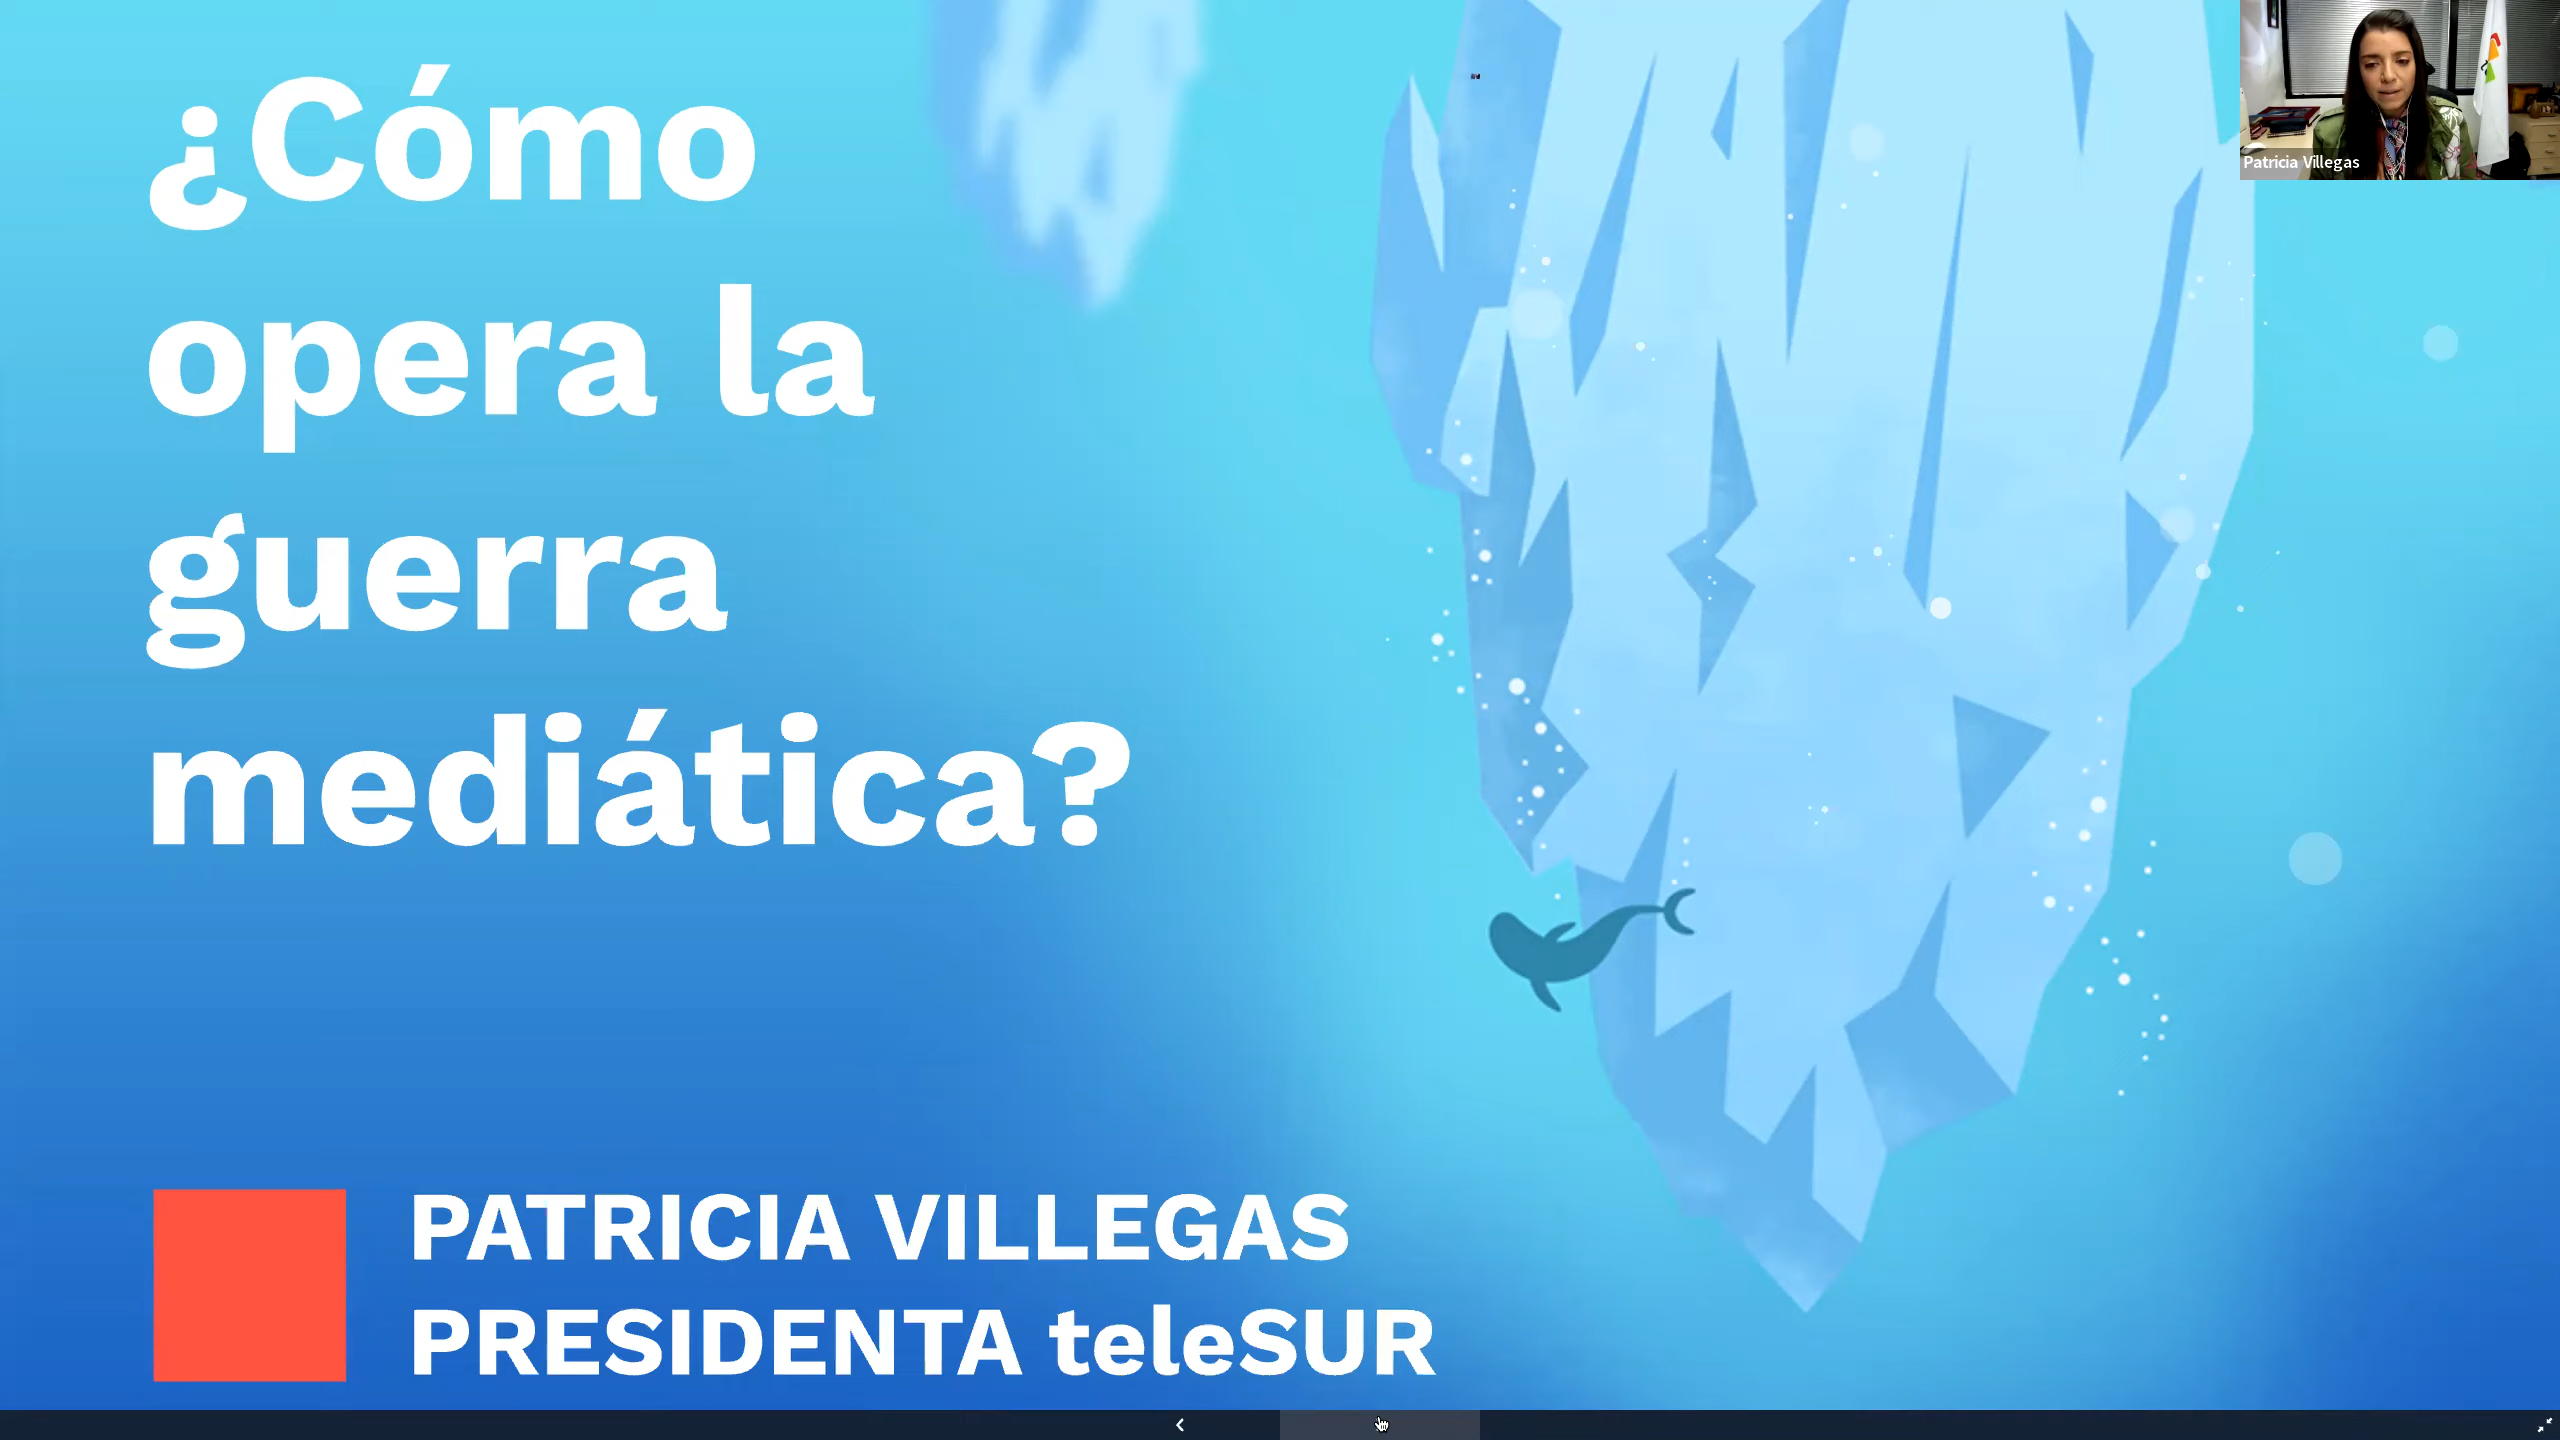 ¿Cómo
opera la
guerra
mediática?
PATRICIA VILLEGAS
PRESIDENTA teleSUR
Patricia Villegas